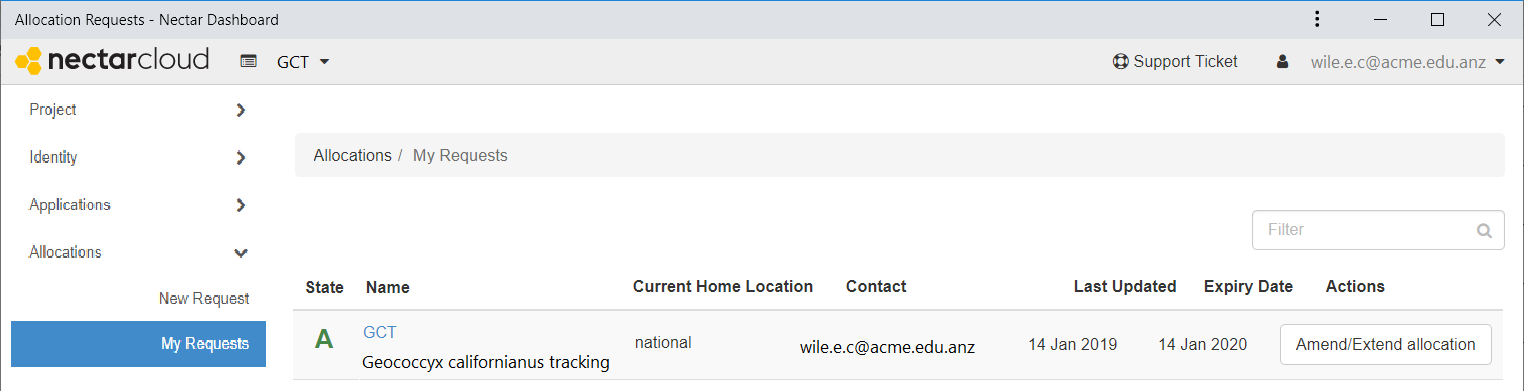 Allocation Requests - Nectar Dashboard
nectarcloud GCT Support Ticket wile.e.c@acme.edu.anz
Project
Identity
Applications
Allocations
New Request
My Requests
Allocations / My Requests
Filter
State Name Current Home Location Contact Last Updated Expiry Date Actions
A GCT national wile.e.c@acme.edu.anz 14 Jan 2019 14 Jan 2020 Amend/Extend allocation
Geococcyx californianus tracking